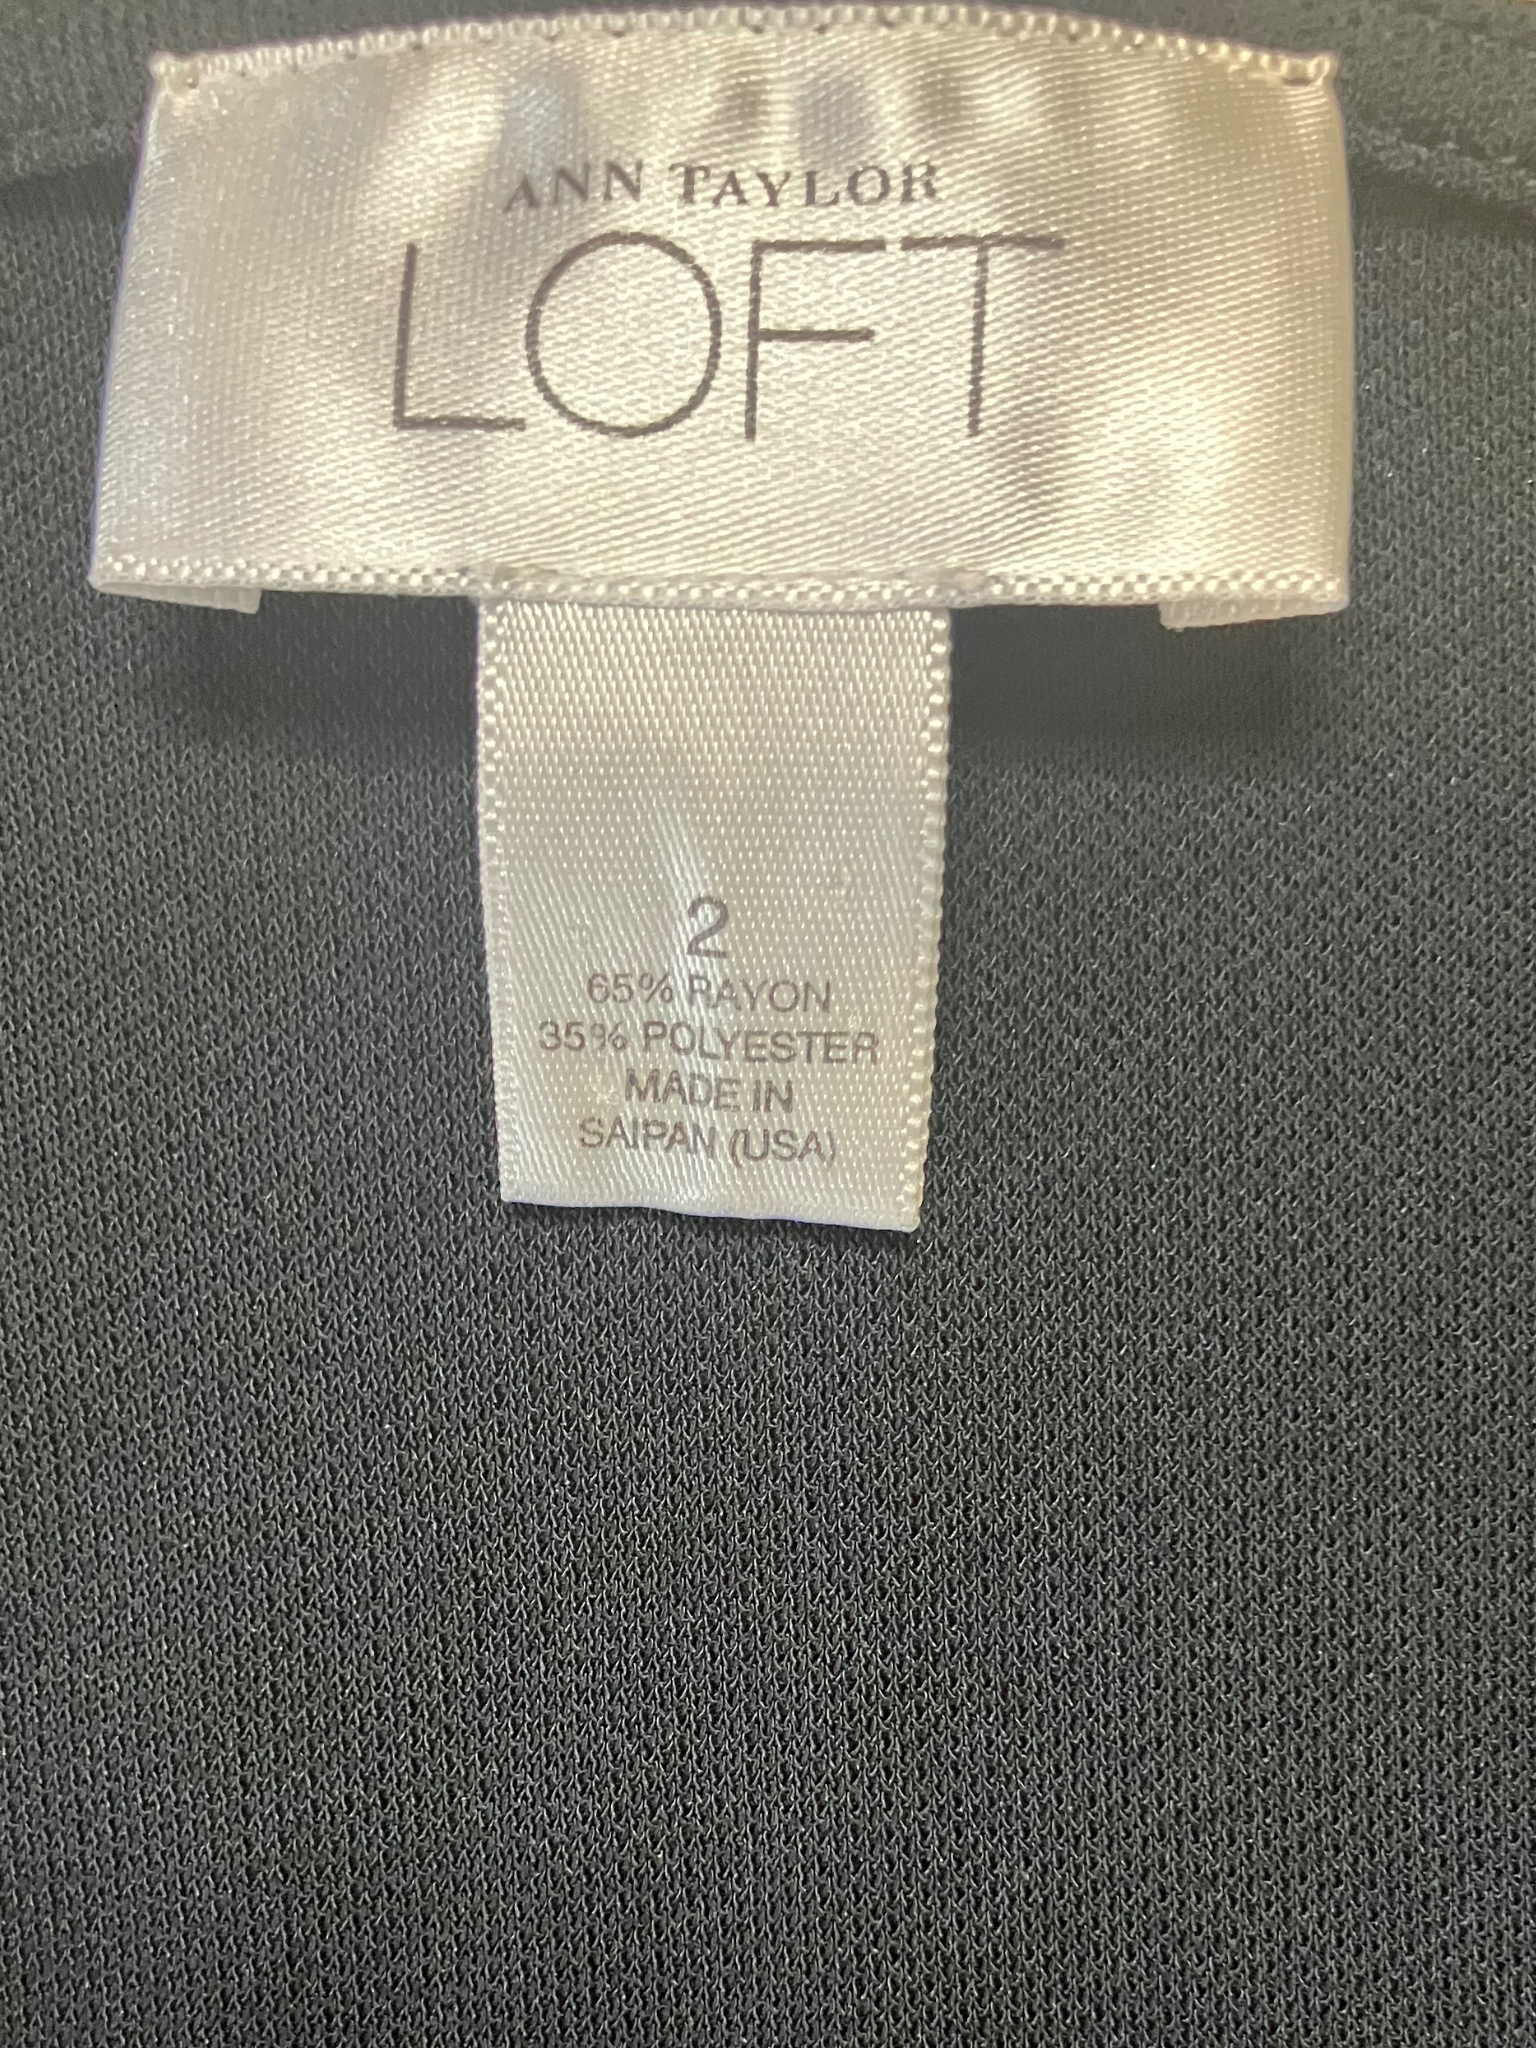 ANN TAYLOR
LOFT
2
65% RAYON
35% POLYESTER
MADE IN
SAIPAN (USA)